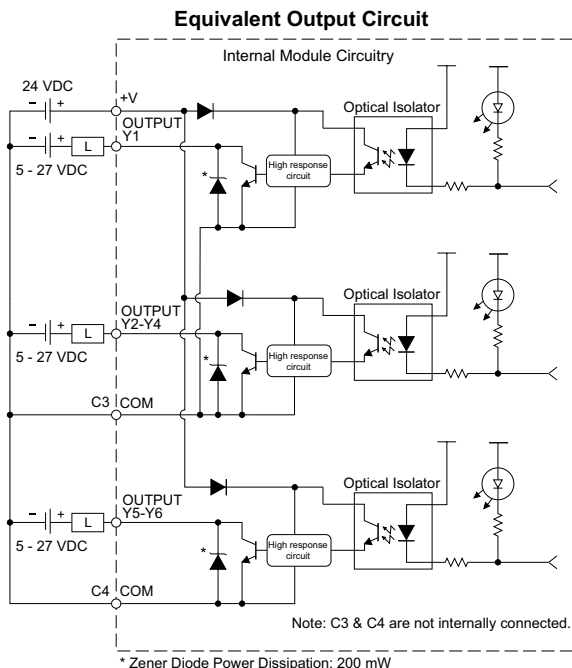 Equivalent Output Circuit
Internal Module Circuitry
24 VDC
− +
+V
Optical Isolator
OUTPUT
Y1
− +
L
5 - 27 VDC
*
High response
circuit
OUTPUT
Y2-Y4
Optical Isolator
− +
L
5 - 27 VDC
*
High response
circuit
C3 COM
OUTPUT
Y5-Y6
Optical Isolator
− +
L
5 - 27 VDC
*
High response
circuit
C4 COM
Note: C3 & C4 are not internally connected.
* Zener Diode Power Dissipation: 200 mW